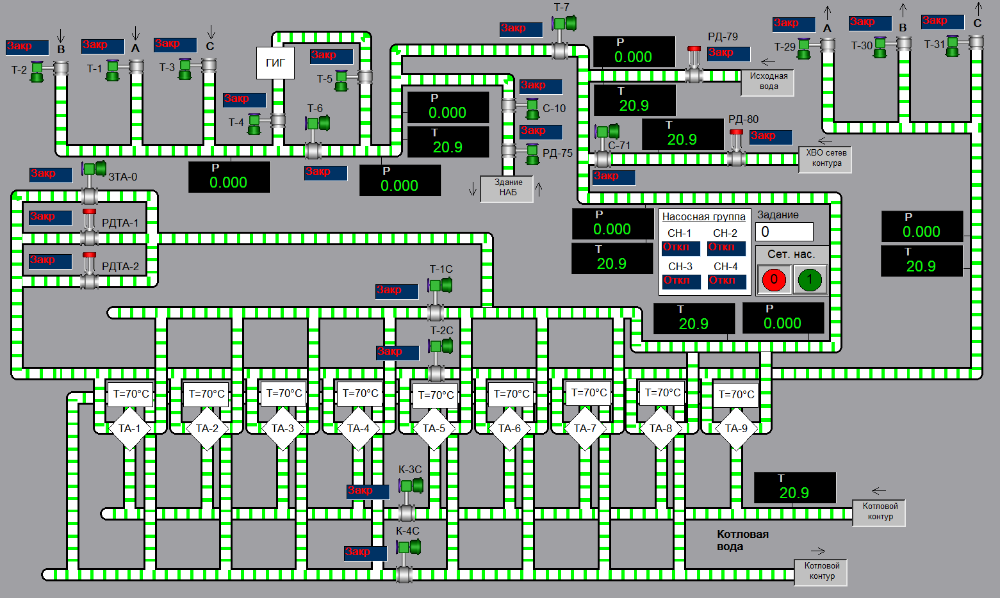 Т-7
Закр
Закр
В
Закр
А
Закр
С
Т-2
Т-1
Т-3
ГИГ
Закр
Т-5
Закр
Т-4
Т-6
Закр
P
0.000
T
20.9
Закр
С-10
Закр
РД-75
P
0.000
T
20.9
РД-79
Закр
Исходная
вода
Закр
А
Закр
В
Закр
С
Т-29
Т-30
Т-31
T
20.9
РД-80
Закр
С-71
Закр
ХВО сетев
контура
P
0.000
P
0.000
Здание
НАБ
Закр
ЗТА-0
Закр
РДТА-1
Закр
РДТА-2
P
0.000
T
20.9
Насосная группа
СН-1
СН-2
Откл
Откл
СН-3
СН-4
Откл
Откл
Задание
0
Сет. нас.
0
1
P
0.000
T
20.9
Т-1С
Закр
T
20.9
P
0.000
Т-2С
Закр
T=70°C
T=70°C
T=70°C
T=70°C
T=70°C
T=70°C
T=70°C
T=70°C
T=70°C
ТА-1
ТА-2
ТА-3
ТА-4
ТА-5
ТА-6
ТА-7
ТА-8
ТА-9
К-3С
Закр
T
20.9
Котловой
контур
К-4С
Закр
Котловая
вода
Котловой
контур